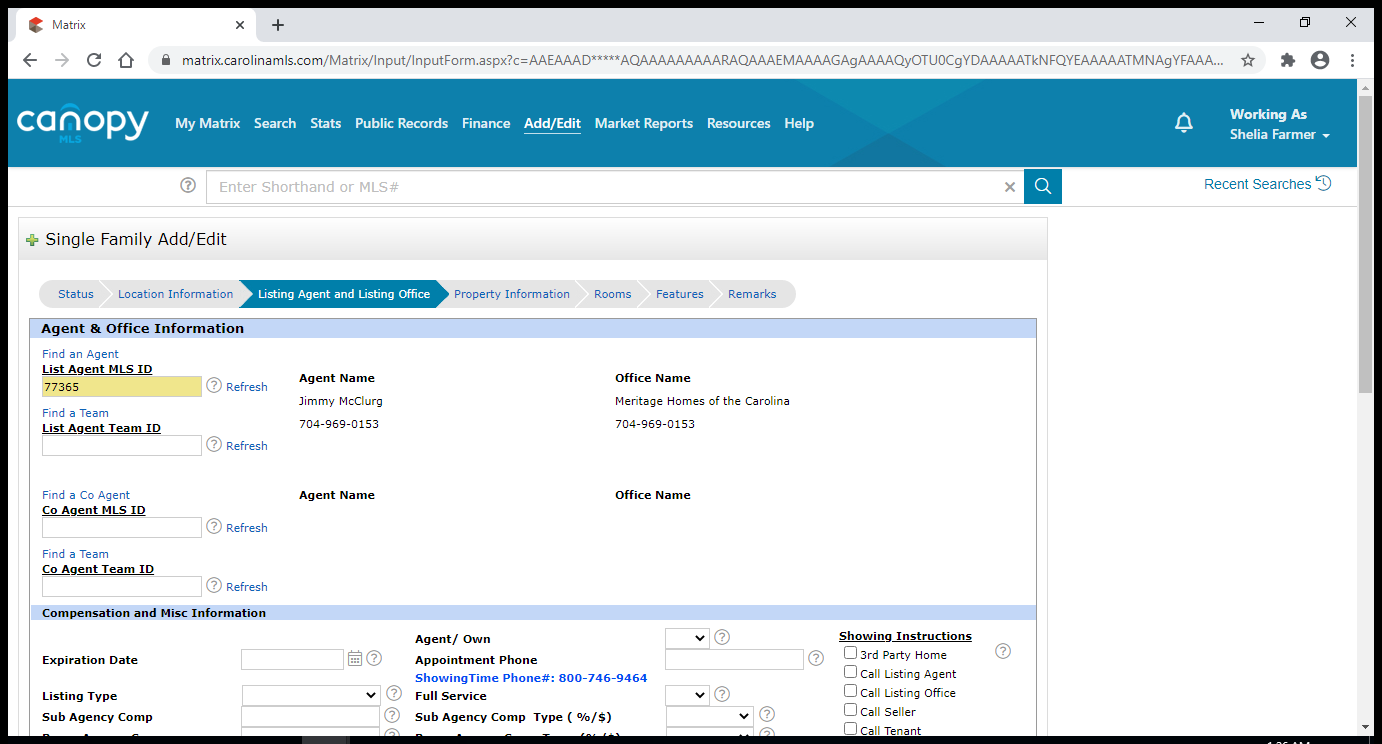 Matrix
matrix.carolinamls.com/Matrix/Input/InputForm.aspx?c=AAEAAAD*****AQAAAAAAAAARAQAAAEMAAAAGAgAAAAQyOTU0CgYDAAAAATkNFQYEAAAAATMNAgYFAAA...
canopy
MLS
My Matrix Search Stats Public Records Finance Add/Edit Market Reports Resources Help
Working As
Shelia Farmer
Enter Shorthand or MLS#
Recent Searches
Single Family Add/Edit
Status Location Information Listing Agent and Listing Office Property Information Rooms Features Remarks
Agent & Office Information
Find an Agent
List Agent MLS ID
Agent Name Office Name
77365 ? Refresh
Jimmy McClurg Meritage Homes of the Carolina
Find a Team
704-969-0153 704-969-0153
List Agent Team ID
? Refresh
Find a Co Agent Agent Name Office Name
Co Agent MLS ID
? Refresh
Find a Team
Co Agent Team ID
? Refresh
Compensation and Misc Information
Agent/ Own ? Showing Instructions
Expiration Date ? Appointment Phone ? 3rd Party Home ?
ShowingTime Phone#: 800-746-9464 Call Listing Agent
Listing Type ? Full Service ? Call Listing Office
Sub Agency Comp ? Sub Agency Comp Type ( %/$) ? Call Seller
Call Tenant